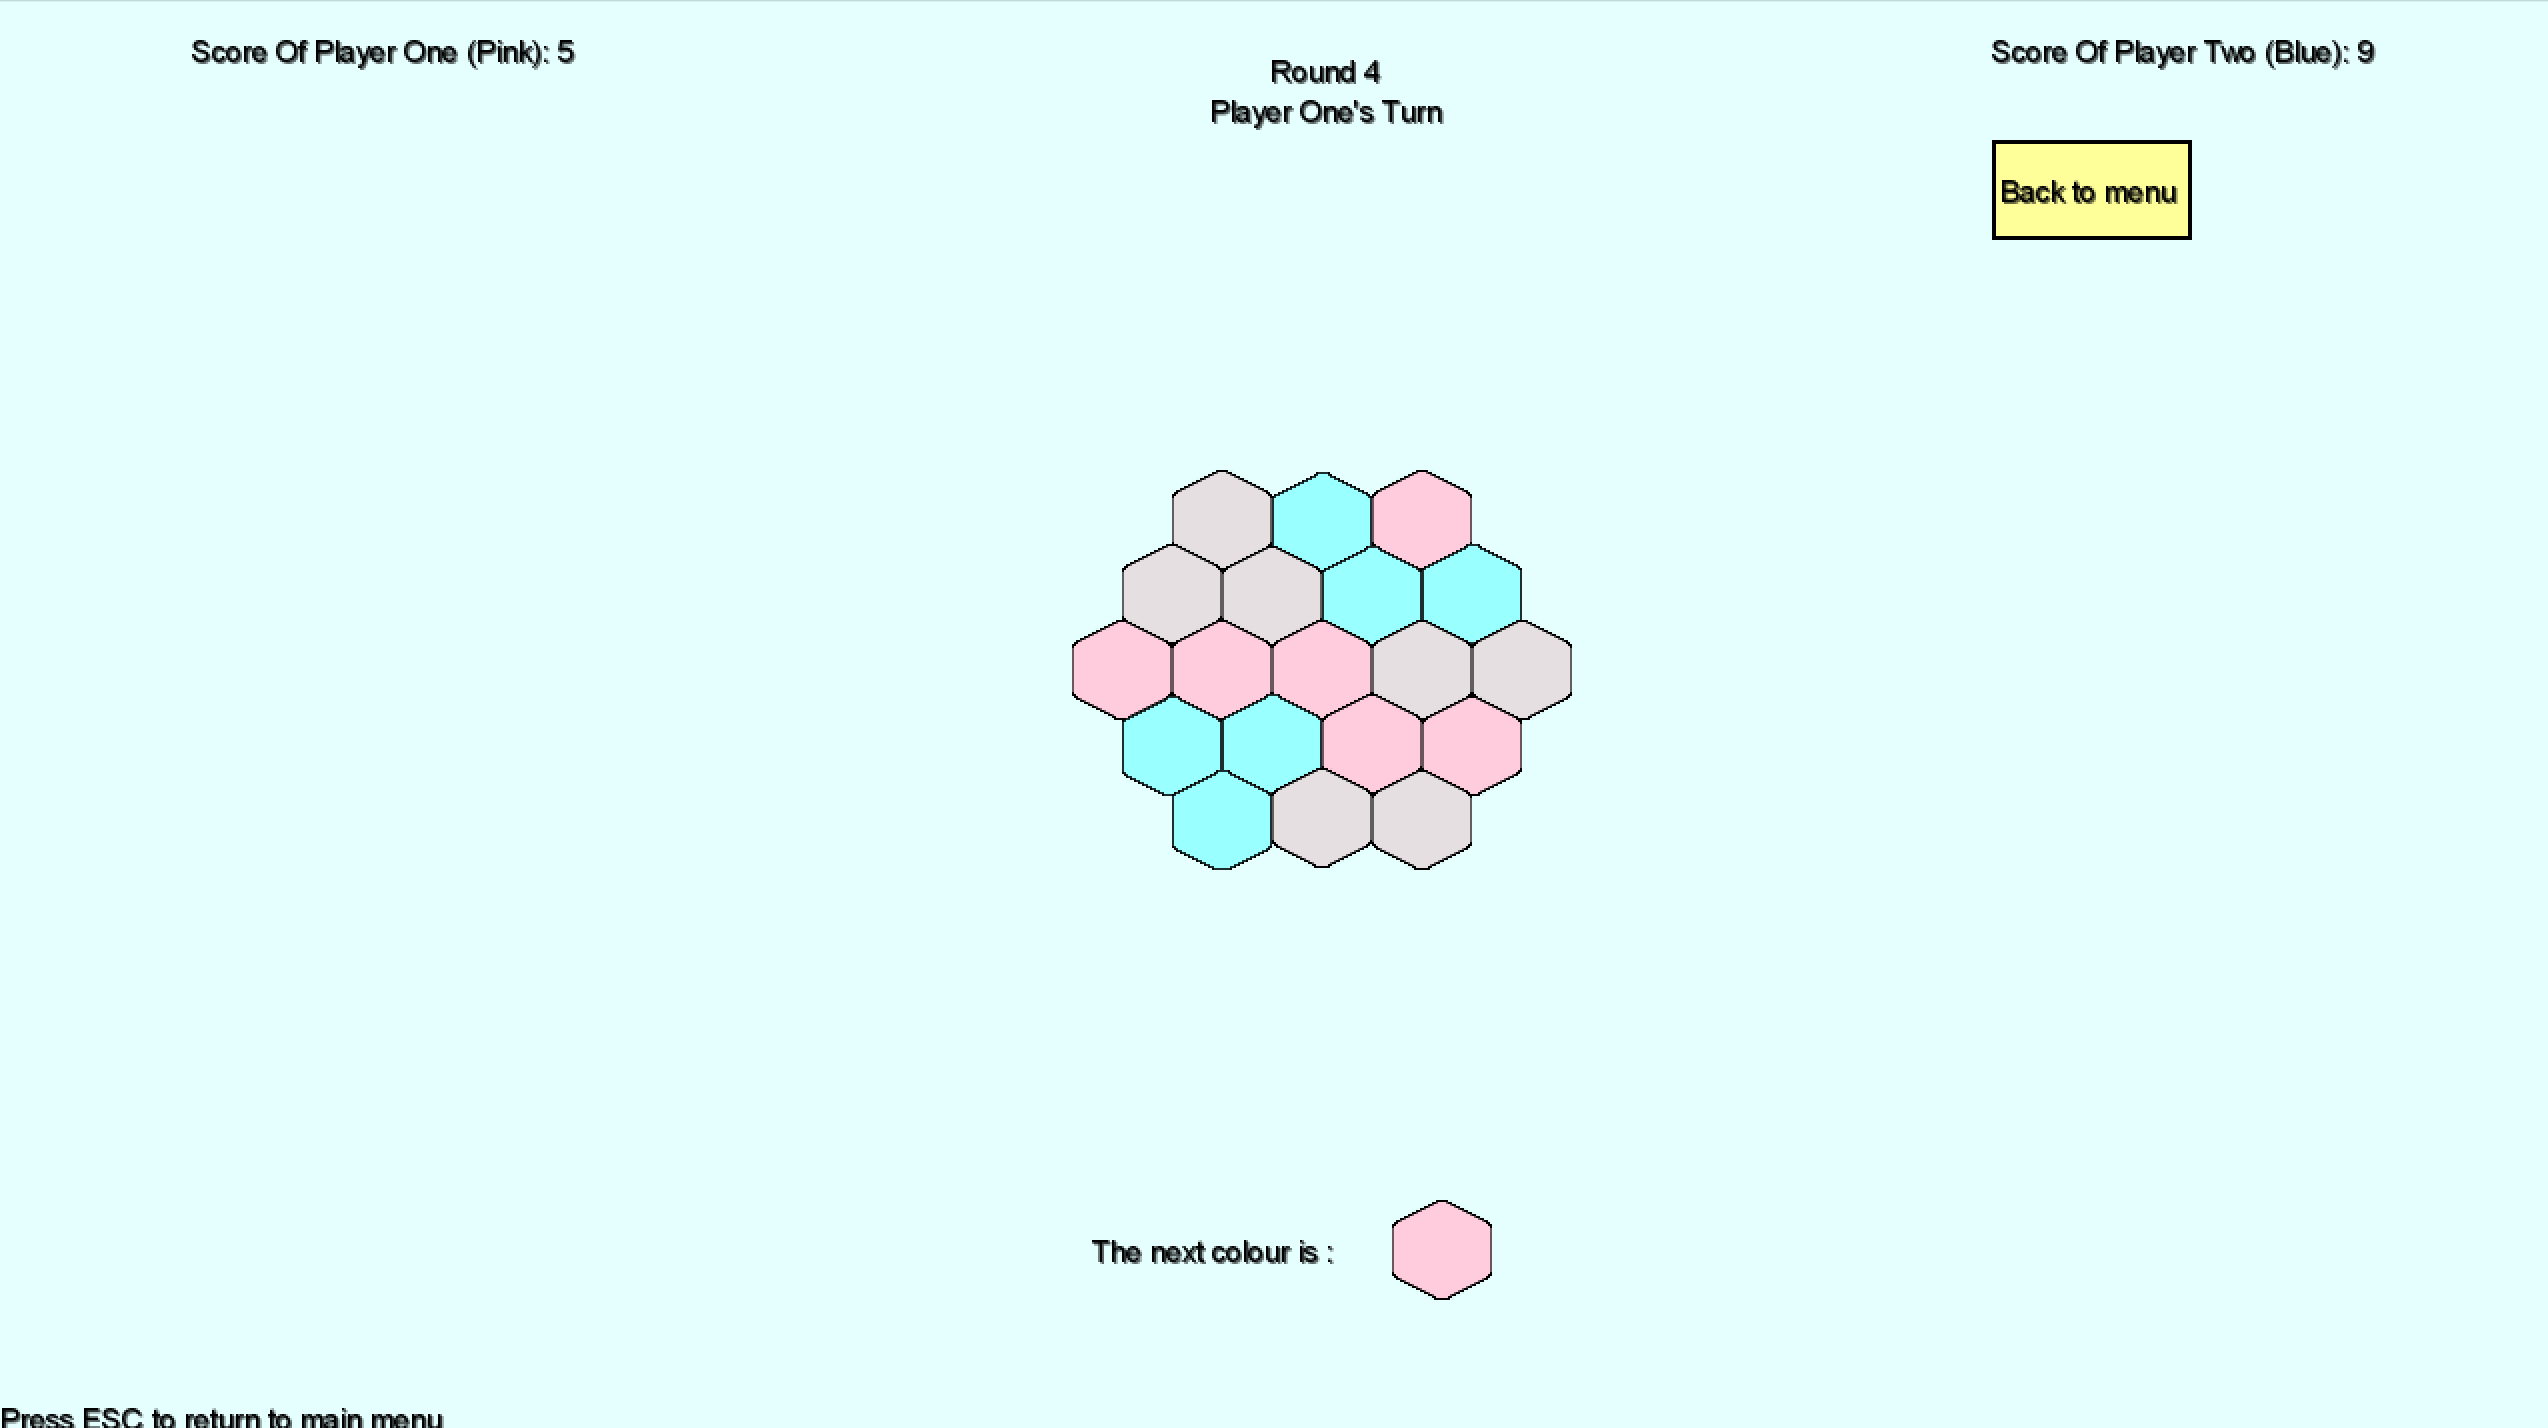 Score Of Player One (Pink): 5
Round 4
Player One's Turn
Score Of Player Two (Blue): 9
Back to menu
The next colour is :
Press ESC to return to main menu